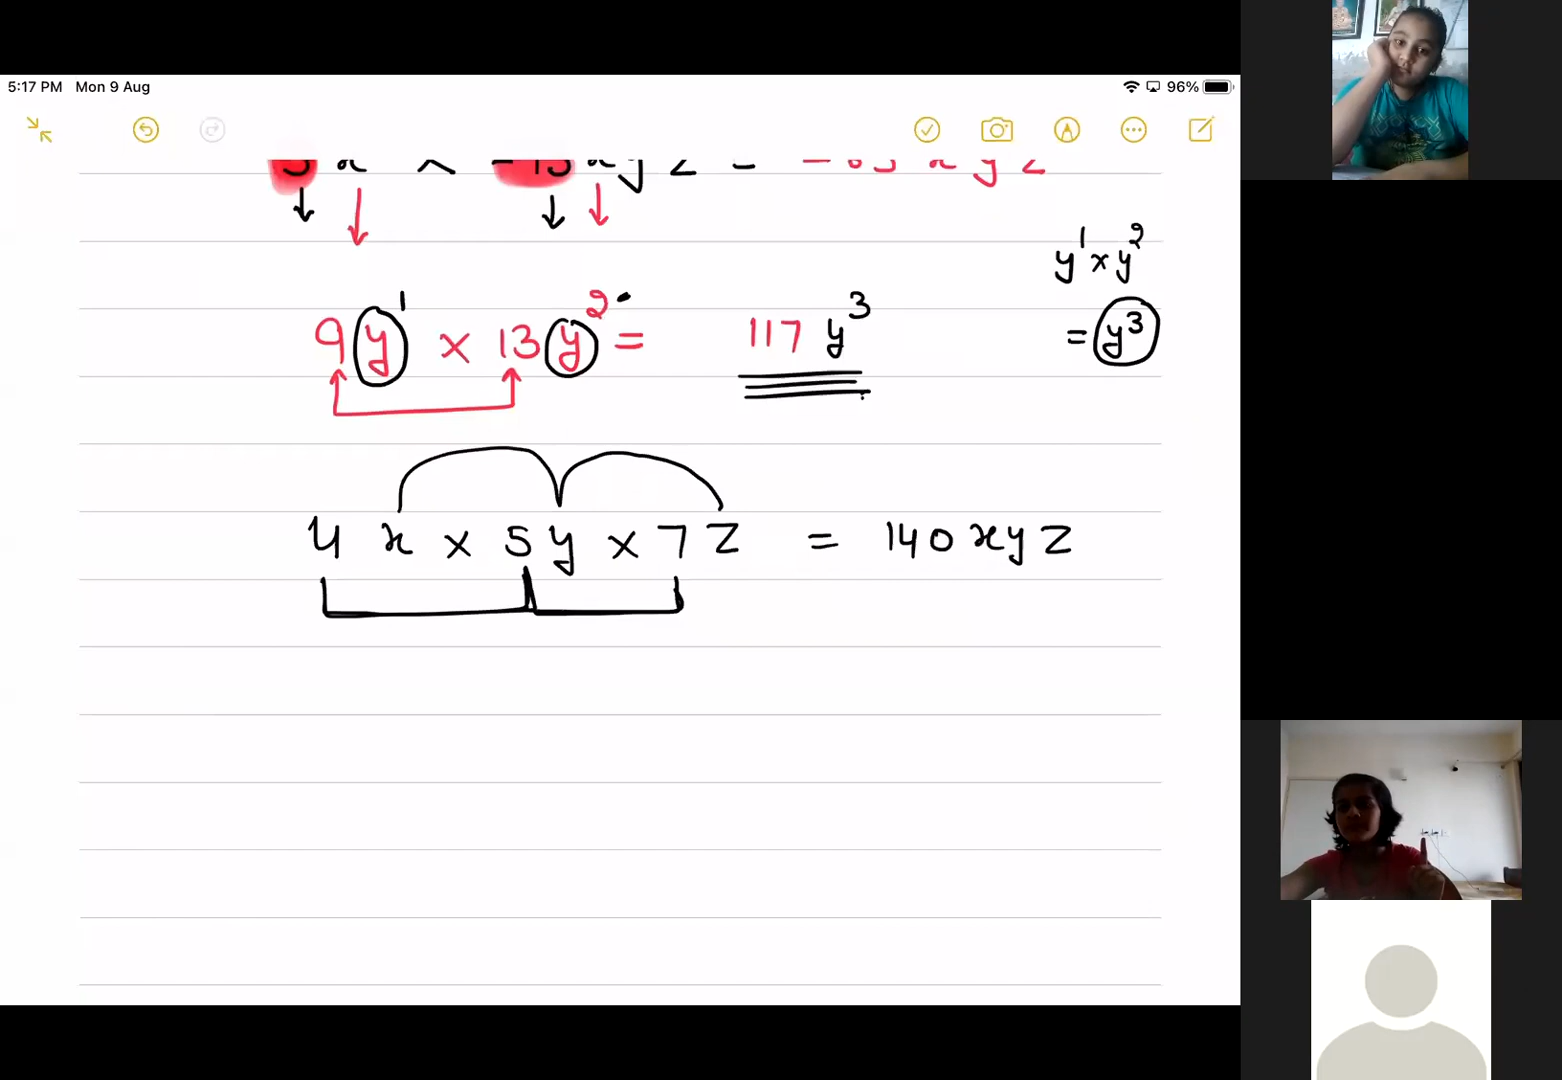 5:17 PM Mon 9 Aug 96%
y¹ × y²
9y¹ × 13y² = 117 y³ = y³
4x × 5y × 7z = 140xyz